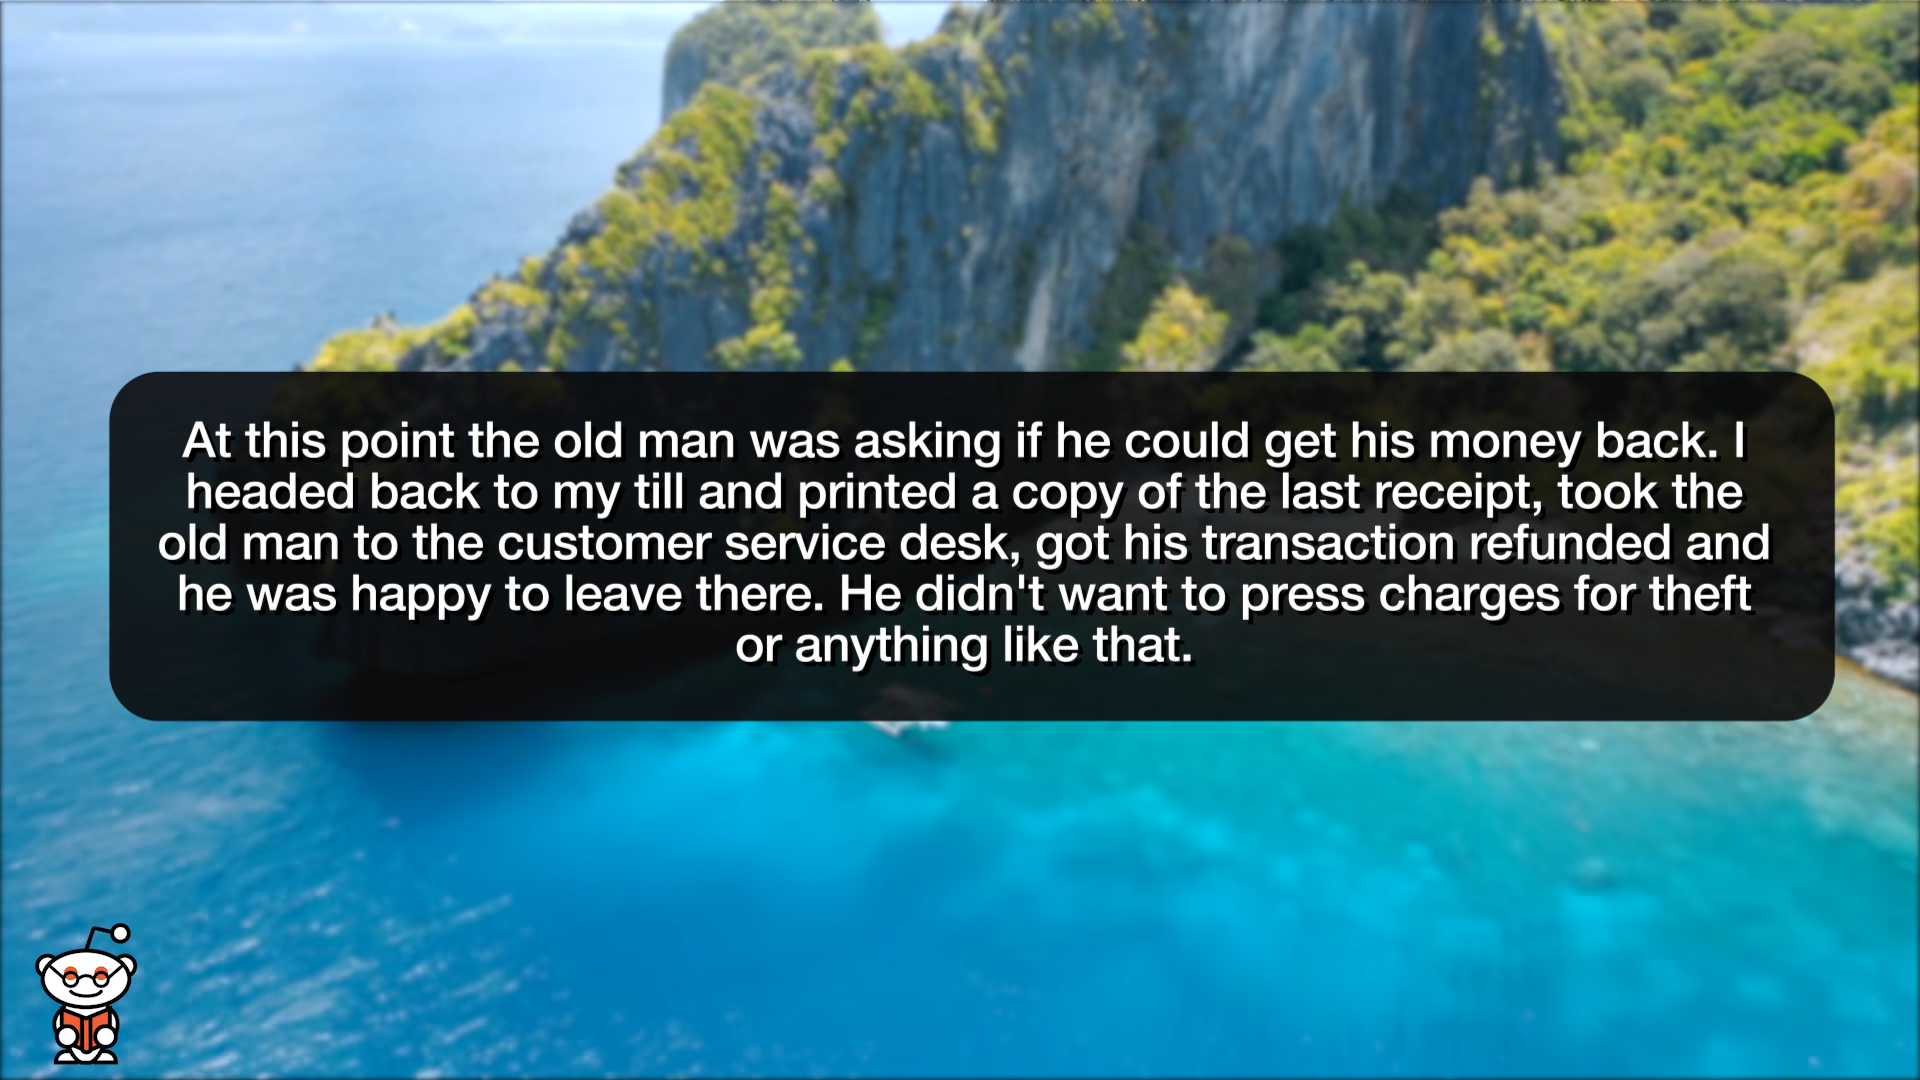 At this point the old man was asking if he could get his money back. I
headed back to my till and printed a copy of the last receipt, took the
old man to the customer service desk, got his transaction refunded and
he was happy to leave there. He didn't want to press charges for theft
or anything like that.